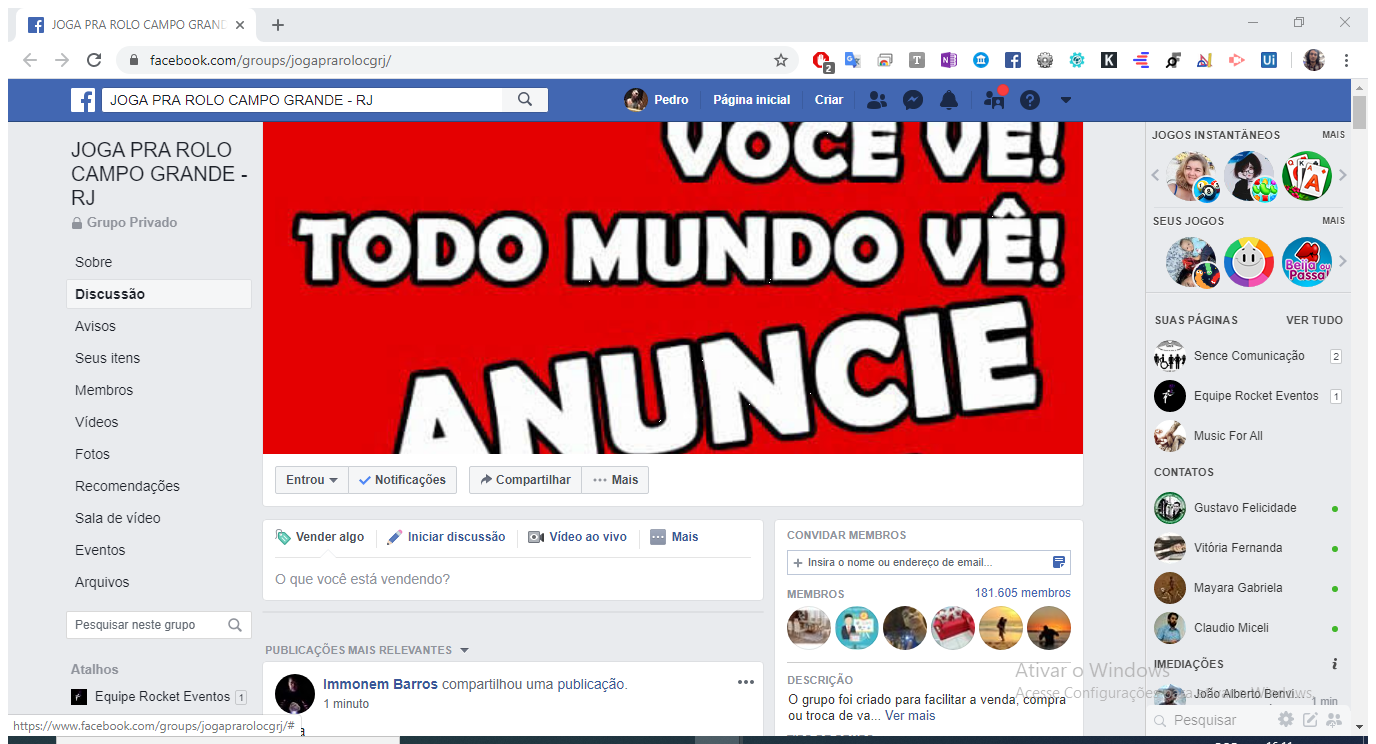 JOGA PRA ROLO CAMPO GRAND
facebook.com/groups/jogaprarolocgrj/
2
JOGA PRA ROLO CAMPO GRANDE - RJ
Pedro
Página inicial
Criar
JOGA PRA ROLO
CAMPO GRANDE -
RJ
Grupo Privado
Sobre
Discussão
Avisos
Seus itens
Membros
Vídeos
Fotos
Recomendações
Sala de vídeo
Eventos
Arquivos
Pesquisar neste grupo
Atalhos
Equipe Rocket Eventos 1
https://www.facebook.com/groups/jogaprarolocgrj/#
VOCÊ VÊ!
TODO MUNDO VÊ!
ANUNCIE
Entrou
Notificações
Compartilhar
Mais
Vender algo
Iniciar discussão
Vídeo ao vivo
Mais
O que você está vendendo?
PUBLICAÇÕES MAIS RELEVANTES
Immonem Barros compartilhou uma publicação.
1 minuto
CONVIDAR MEMBROS
+ Insira o nome ou endereço de email...
MEMBROS
181.605 membros
DESCRIÇÃO
O grupo foi criado para facilitar a venda, compra
ou troca de va... Ver mais
JOGOS INSTANTÂNEOS
MAIS
SEUS JOGOS
MAIS
Beija ou
Passa!
SUAS PÁGINAS
VER TUDO
Sence Comunicação 2
Equipe Rocket Eventos 1
Music For All
CONTATOS
Gustavo Felicidade
Vitória Fernanda
Mayara Gabriela
Claudio Miceli
IMEDIAÇÕES
João Alberto Benvi...
1 min
Ativar o Windows
Acesse Configurações para ativar o Windows.
Pesquisar